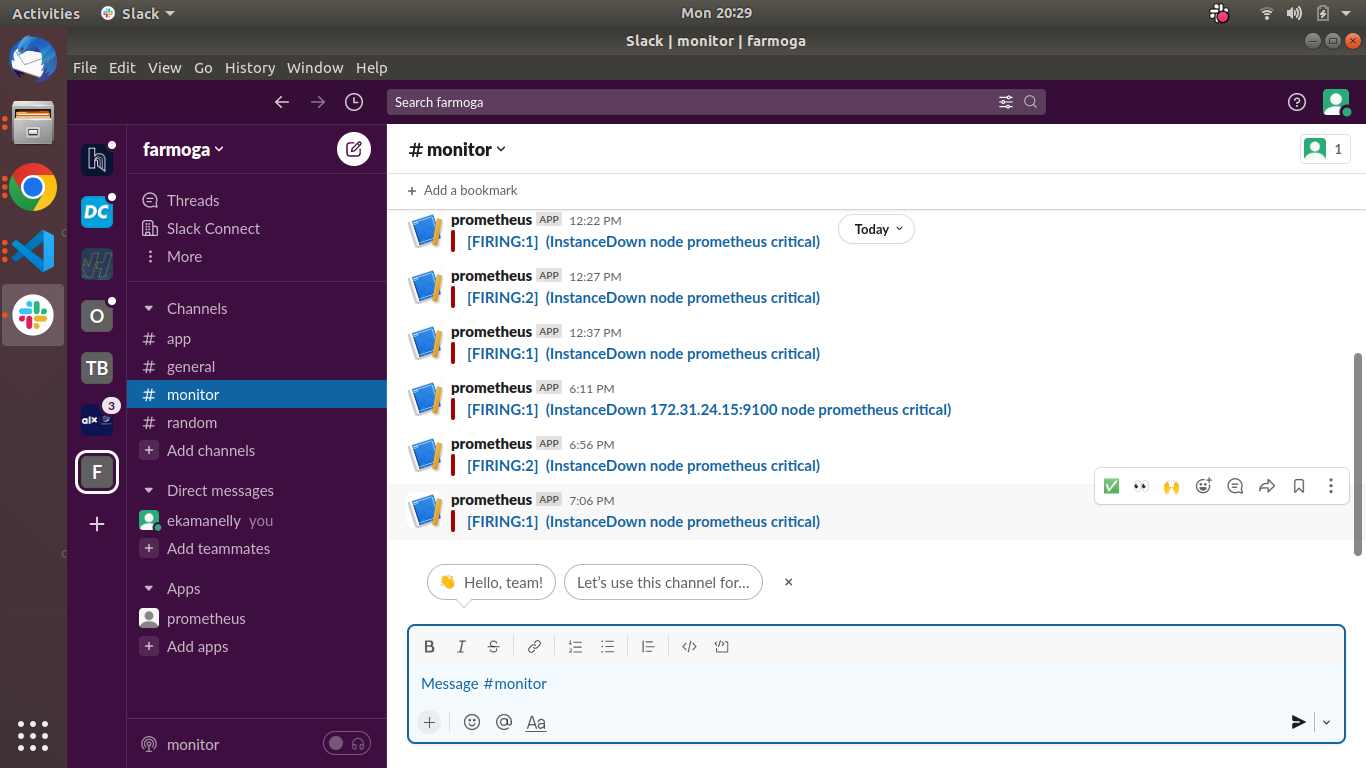 Activities Slack Mon 20:29
Slack | monitor | farmoga
File Edit View Go History Window Help
Search farmoga
farmoga
# monitor
1
Threads
Slack Connect
More
Channels
# app
# general
# monitor
# random
+ Add channels
Direct messages
ekamanelly you
+ Add teammates
Apps
prometheus
+ Add apps
monitor
h
DC
O
TB
3
alx
F
+
+ Add a bookmark
Today
prometheus APP 12:22 PM
[FIRING:1] (InstanceDown node prometheus critical)
prometheus APP 12:27 PM
[FIRING:2] (InstanceDown node prometheus critical)
prometheus APP 12:37 PM
[FIRING:1] (InstanceDown node prometheus critical)
prometheus APP 6:11 PM
[FIRING:1] (InstanceDown 172.31.24.15:9100 node prometheus critical)
prometheus APP 6:56 PM
[FIRING:2] (InstanceDown node prometheus critical)
prometheus APP 7:06 PM
[FIRING:1] (InstanceDown node prometheus critical)
👋 Hello, team! Let’s use this channel for...
B I S
Message #monitor
+ @ Aa